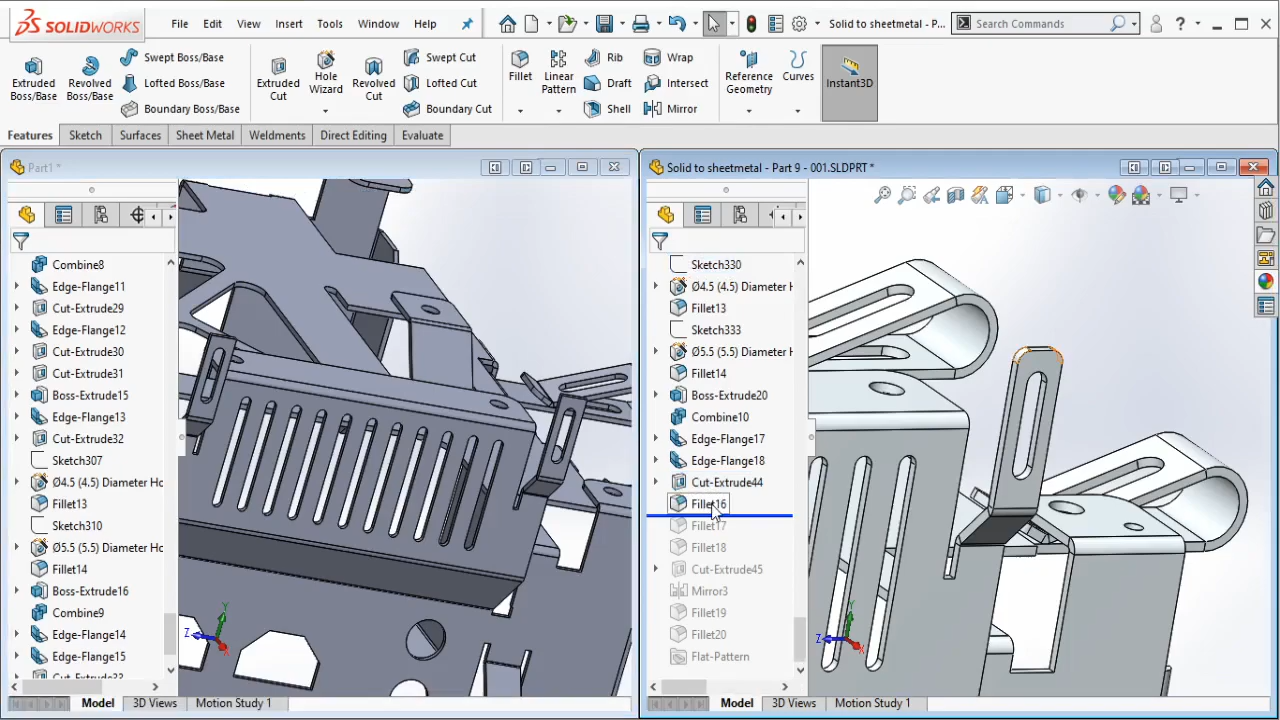 SOLIDWORKS File Edit View Insert Tools Window Help Solid to sheetmetal - P... Search Commands
Extruded Boss/Base
Revolved Boss/Base
Swept Boss/Base
Lofted Boss/Base
Boundary Boss/Base
Extruded Cut
Hole Wizard
Revolved Cut
Swept Cut
Lofted Cut
Boundary Cut
Fillet
Linear Pattern
Rib
Draft
Shell
Wrap
Intersect
Mirror
Reference Geometry
Curves
Instant3D
Features Sketch Surfaces Sheet Metal Weldments Direct Editing Evaluate
Part1 *
Combine8
Edge-Flange11
Cut-Extrude29
Edge-Flange12
Cut-Extrude30
Cut-Extrude31
Boss-Extrude15
Edge-Flange13
Cut-Extrude32
Sketch307
Ø4.5 (4.5) Diameter Ho
Fillet13
Sketch310
Ø5.5 (5.5) Diameter Ho
Fillet14
Boss-Extrude16
Combine9
Edge-Flange14
Edge-Flange15
Cut-Extrude33
Y
Z
X
Model 3D Views Motion Study 1
Solid to sheetmetal - Part 9 - 001.SLDPRT *
Sketch330
Ø4.5 (4.5) Diameter H
Fillet13
Sketch333
Ø5.5 (5.5) Diameter H
Fillet14
Boss-Extrude20
Combine10
Edge-Flange17
Edge-Flange18
Cut-Extrude44
Fillet16
Fillet17
Fillet18
Cut-Extrude45
Mirror3
Fillet19
Fillet20
Flat-Pattern
Y
Z
X
Model 3D Views Motion Study 1